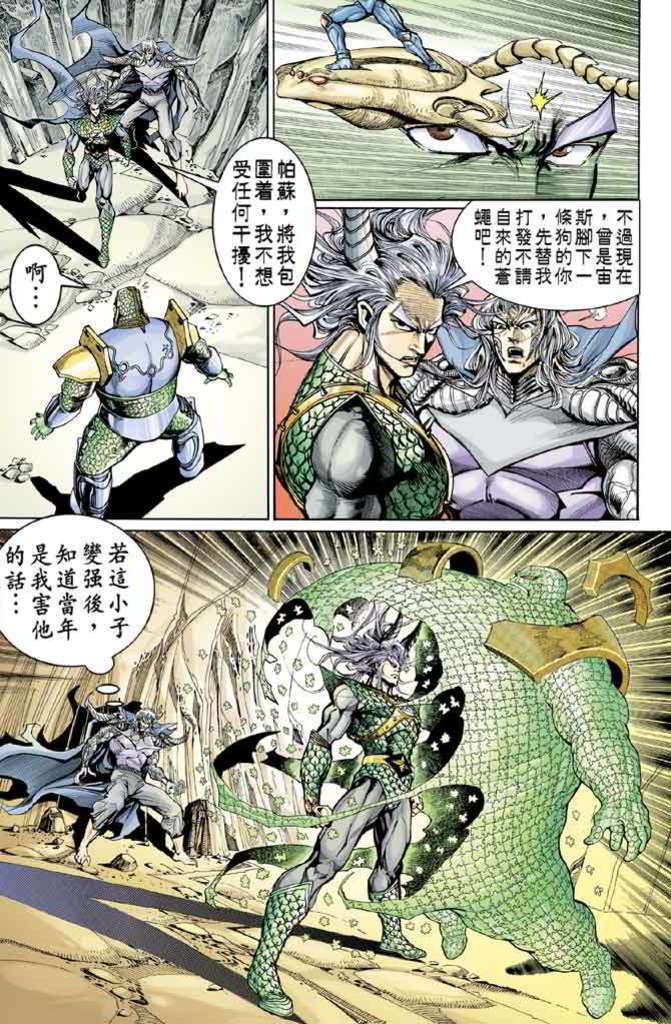 不過現在
，曾是宙
斯腳下一
條狗的你
，先替我
打發不請
自來的蒼
蠅吧！
帕蘇，將我包
圍着，我不想
受任何干擾！
啊…
若這小子
變强後，
知道當年
是我害他
的話…